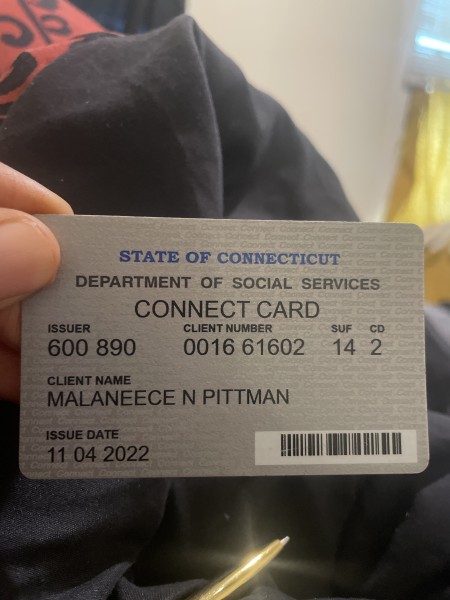 STATE OF CONNECTICUT
DEPARTMENT OF SOCIAL SERVICES
CONNECT CARD
ISSUER CLIENT NUMBER SUF CD
600 890 0016 61602 14 2
CLIENT NAME
MALANEECE N PITTMAN
ISSUE DATE
11 04 2022